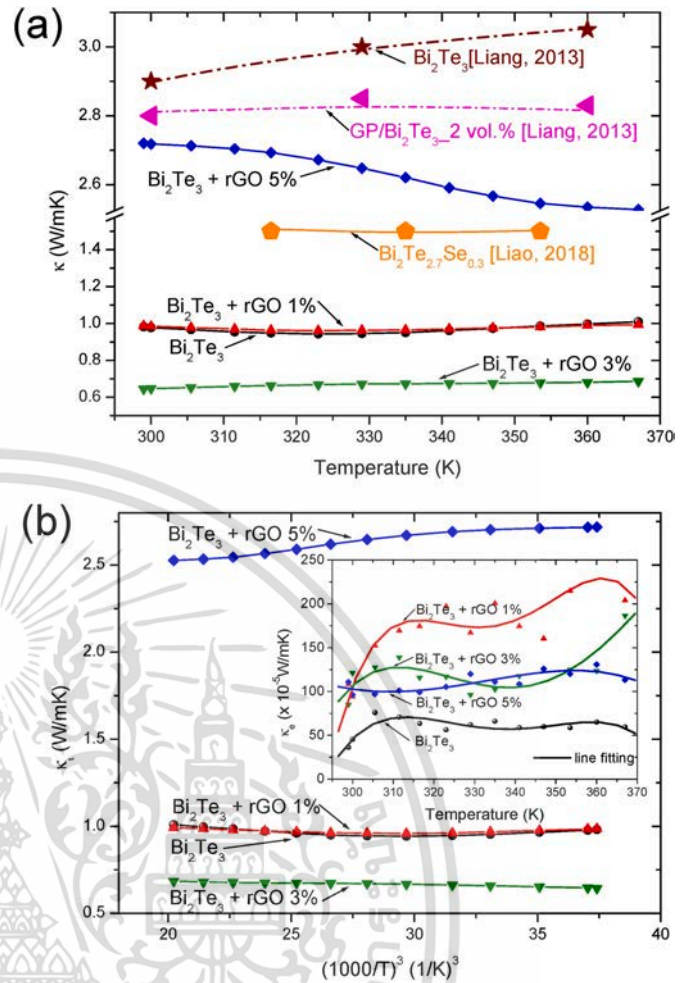 (a)
3.0
2.8
2.6
1.4
1.2
1.0
0.8
0.6
κ (W/mK)
Bi₂Te₃[Liang, 2013]
GP/Bi₂Te₃_2 vol.% [Liang, 2013]
Bi₂Te₃ + rGO 5%
Bi₂Te₂.₇Se₀.₃ [Liao, 2018]
Bi₂Te₃ + rGO 1%
Bi₂Te₃
Bi₂Te₃ + rGO 3%
300 310 320 330 340 350 360 370
Temperature (K)
(b)
2.5
2.0
1.5
1.0
0.5
(W/mK)
Bi₂Te₃ + rGO 5%
250
200
150
100
50
0
κₑ (x 10⁻⁵W/mK)
Bi₂Te₃ + rGO 1%
Bi₂Te₃ + rGO 3%
Bi₂Te₃ + rGO 5%
Bi₂Te₃
line fitting
300 310 320 330 340 350 360 370
Temperature (K)
Bi₂Te₃ + rGO 1%
Bi₂Te₃
Bi₂Te₃ + rGO 3%
20 25 30 35 40
(1000/T)³ (1/K)³